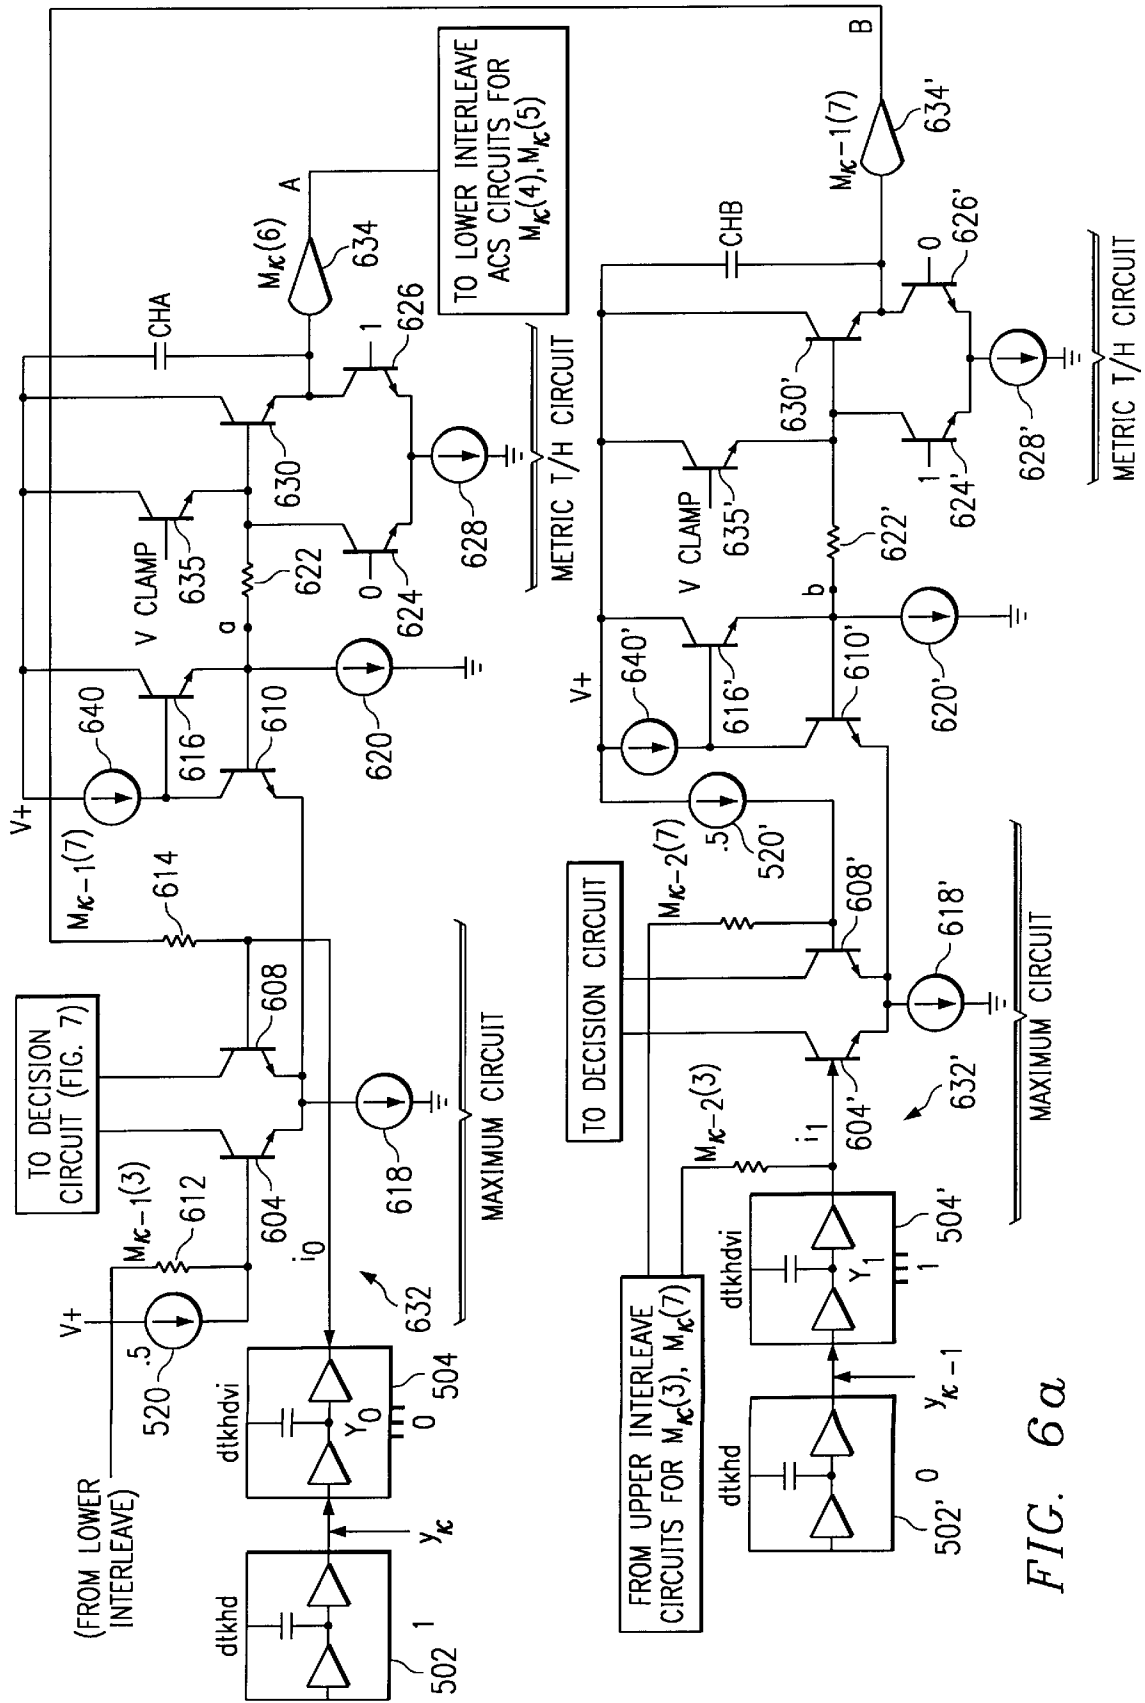 (FROM LOWER
INTERLEAVE)
V+
.5
520
Mκ-1(3)
612
TO DECISION
CIRCUIT (FIG. 7)
604
608
Mκ-1(7)
614
V+
640
616
610
V CLAMP
635
a
622
620
630
624
0
628
626
1
CHA
Mκ(6)
634
A
TO LOWER INTERLEAVE
ACS CIRCUITS FOR
Mκ(4),Mκ(5)
METRIC T/H CIRCUIT
dtkhd
502
1
yκ
dtkhdvi
Y0
504
0
i0
632
618
MAXIMUM CIRCUIT
FROM UPPER INTERLEAVE
CIRCUITS FOR Mκ(3), Mκ(7)
TO DECISION CIRCUIT
Mκ-2(3)
Mκ-2(7)
.5
520'
V+
640'
616'
610'
V CLAMP
635'
b
622'
620'
630'
1
624'
628'
0
626'
CHB
Mκ-1(7)
634'
B
METRIC T/H CIRCUIT
dtkhd
502'
0
yκ-1
dtkhdvi
Y1
504'
1
i1
604'
608'
632'
618'
MAXIMUM CIRCUIT
FIG. 6a